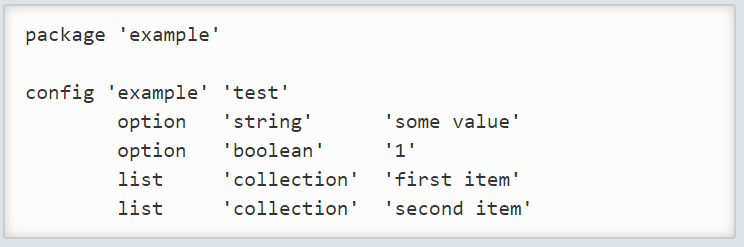 package 'example'
config 'example' 'test'
option 'string' 'some value'
option 'boolean' '1'
list 'collection' 'first item'
list 'collection' 'second item'